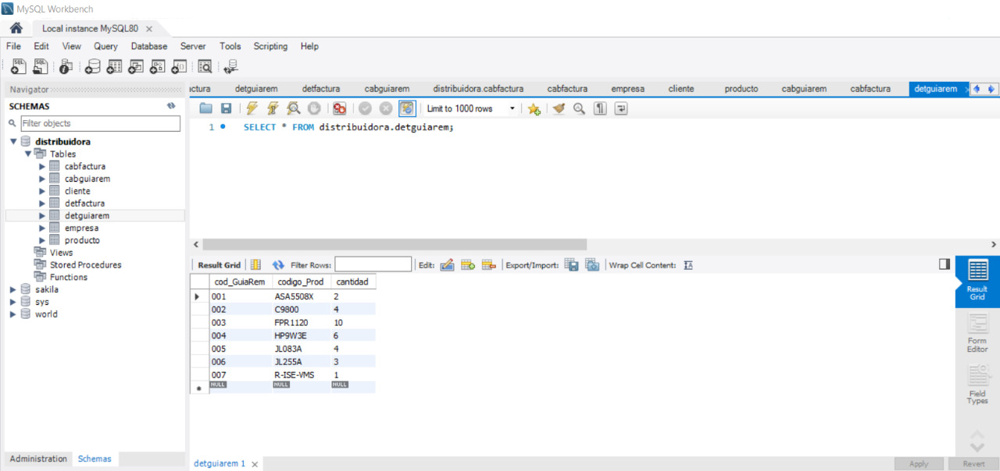 MySQL Workbench
Local instance MySQL80
File Edit View Query Database Server Tools Scripting Help
Navigator
SCHEMAS
Filter objects
distribuidora
Tables
cabfactura
cabguiarem
cliente
detfactura
detguiarem
empresa
producto
Views
Stored Procedures
Functions
sakila
sys
world
Administration Schemas
actura detguiarem detfactura cabguiarem distribuidora.cabfactura cabfactura empresa cliente producto cabguiarem cabfactura detguiarem
Limit to 1000 rows
1 SELECT * FROM distribuidora.detguiarem;
Result Grid Filter Rows: Edit: Export/Import: Wrap Cell Content:
cod_GuiaRem codigo_Prod cantidad
001 ASA5508X 2
002 C9800 4
003 FPR1120 10
004 HP9W3E 6
005 JL083A 4
006 JL255A 3
007 R-ISE-VMS 1
NULL NULL NULL
Result
Grid
Form
Editor
Field
Types
detguiarem 1
Apply Revert